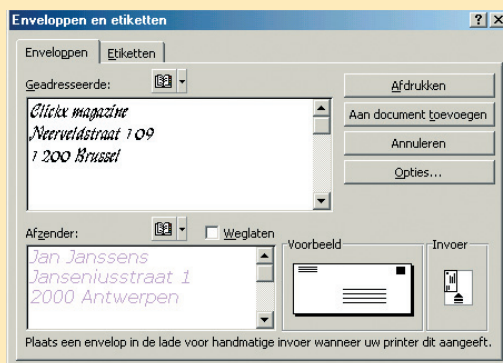 Enveloppen en etiketten
Enveloppen Etiketten
Geadresseerde:
Clickx magazine
Neerveldstraat 109
1200 Brussel
Afdrukken
Aan document toevoegen
Annuleren
Opties...
Afzender:
Weglaten
Jan Janssens
Janseniusstraat 1
2000 Antwerpen
Voorbeeld
Invoer
Plaats een envelop in de lade voor handmatige invoer wanneer uw printer dit aangeeft.